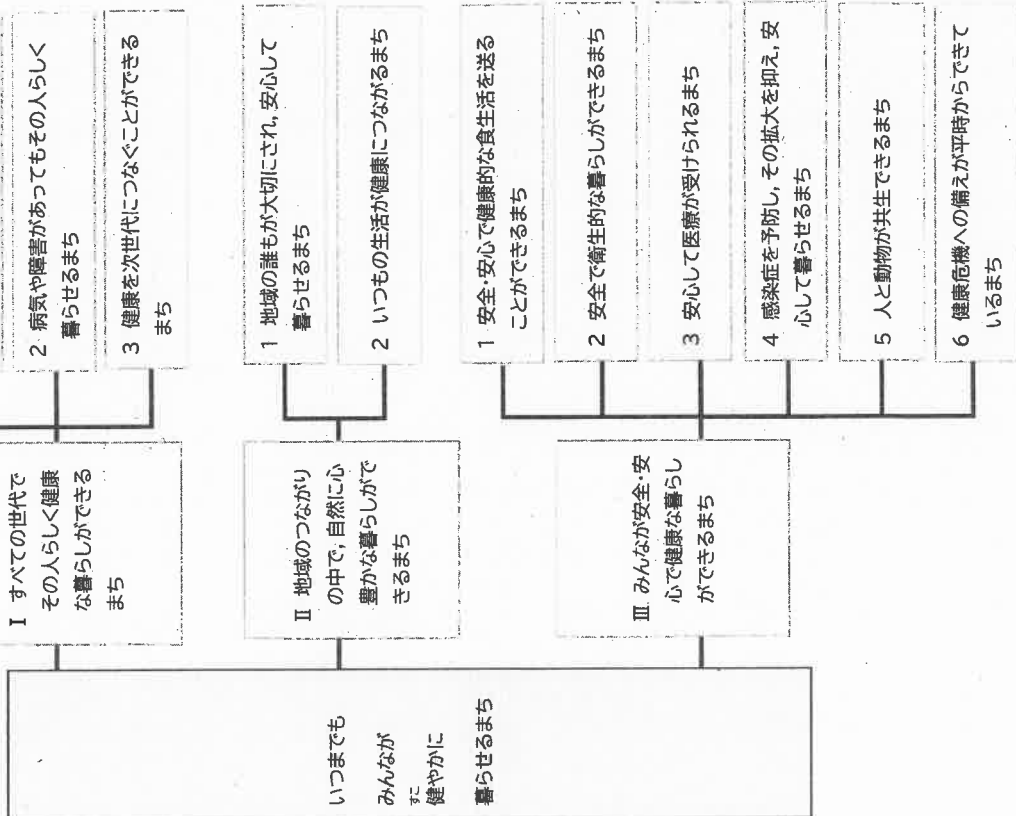 いつまでも
みんなが
すこ
健やかに
暮らせるまち
Ⅰ すべての世代で
その人らしく健康
な暮らしができる
まち
2 病気や障害があってもその人らしく
暮らせるまち
3 健康を次世代につなぐことができる
まち
Ⅱ 地域のつながり
の中で，自然に心
豊かな暮らしがで
きるまち
1 地域の誰もが大切にされ，安心して
暮らせるまち
2 いつもの生活が健康につながるまち
Ⅲ みんなが安全・安
心で健康な暮らし
ができるまち
1 安全・安心で健康的な食生活を送る
ことができるまち
2 安全で衛生的な暮らしができるまち
3 安心して医療が受けられるまち
4 感染症を予防し，その拡大を抑え，安
心して暮らせるまち
5 人と動物が共生できるまち
6 健康危機への備えが平時からできて
いるまち